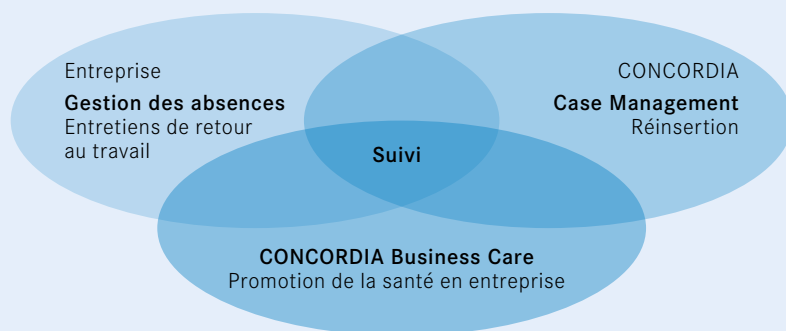 Entreprise
Gestion des absences
Entretiens de retour
au travail
CONCORDIA
Case Management
Réinsertion
Suivi
CONCORDIA Business Care
Promotion de la santé en entreprise